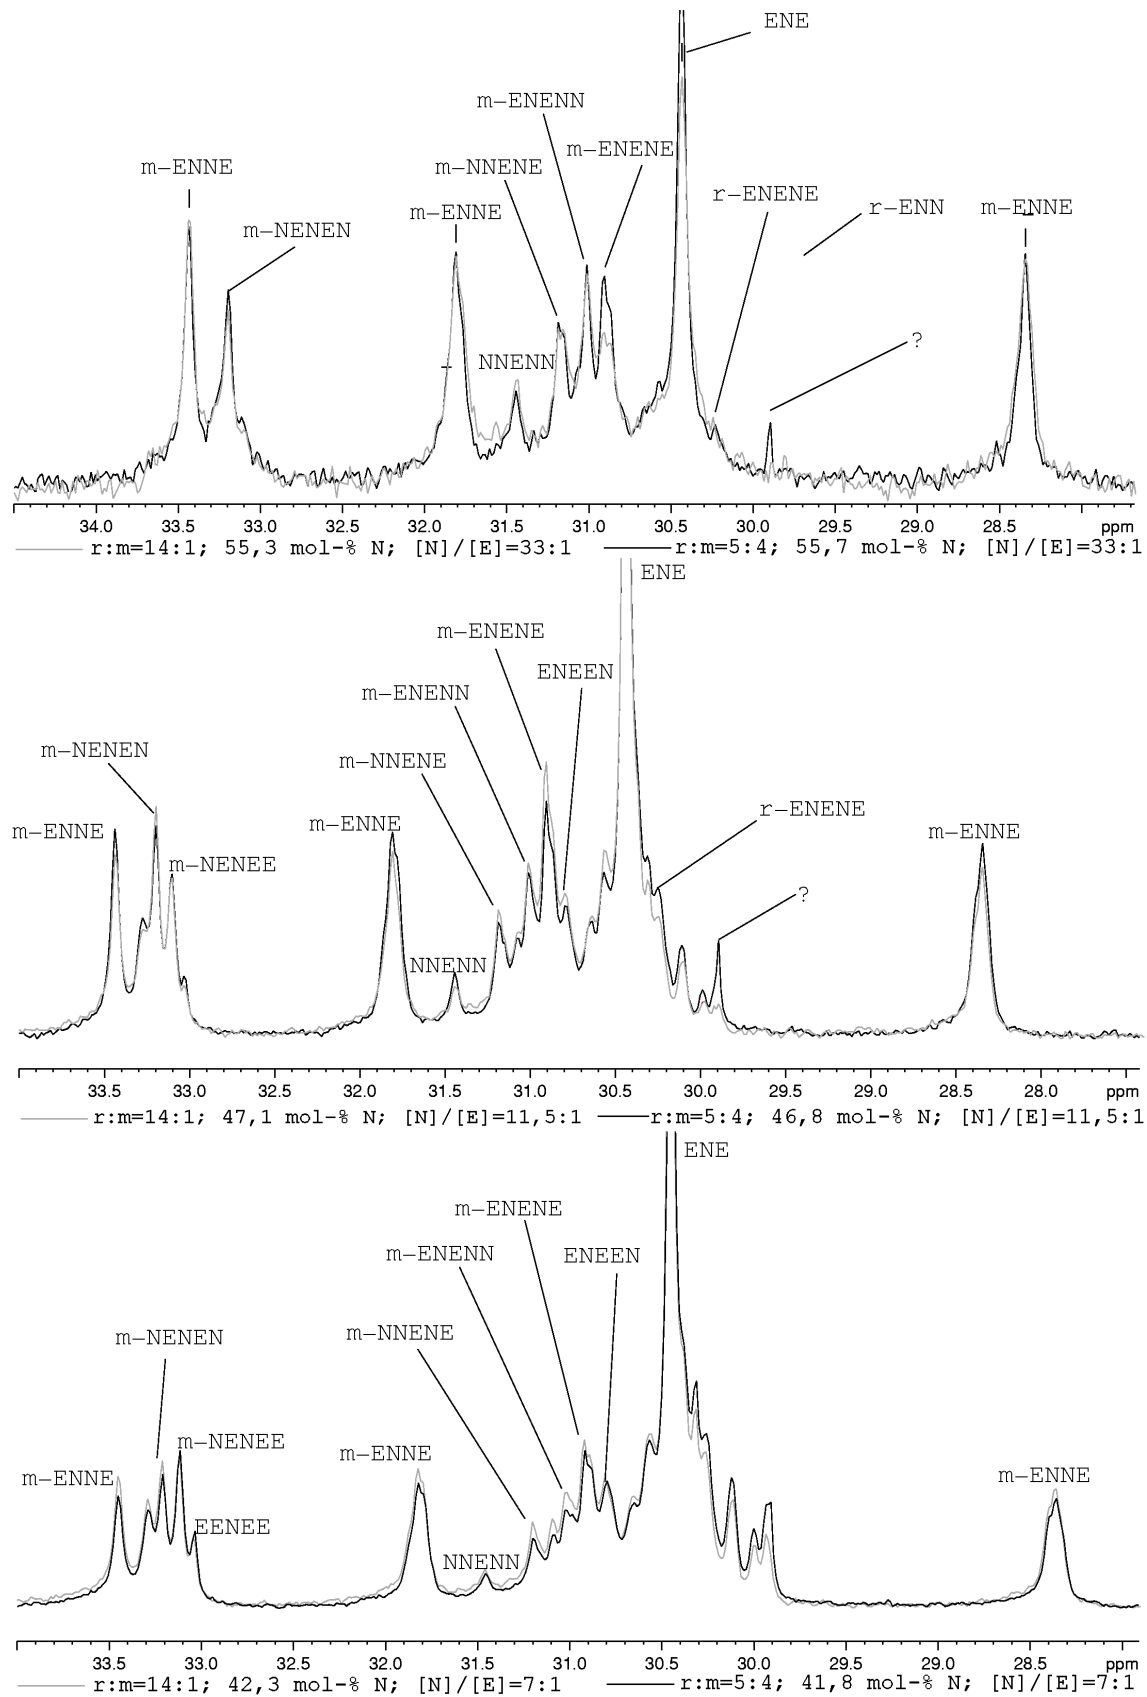 ENE
m-ENENN
m-ENENE
m-ENNE
m-NNENE
r-ENENE
r-ENN
m-ENNE
m-ENNE
m-NENEN
?
NNENN
34.0 33.5 33.0 32.5 32.0 31.5 31.0 30.5 30.0 29.5 29.0 28.5 ppm
r:m=14:1; 55,3 mol-% N; [N]/[E]=33:1 r:m=5:4; 55,7 mol-% N; [N]/[E]=33:1
ENE
m-ENENE
ENEEN
m-ENENN
m-NENEN
m-NNENE
r-ENENE
m-ENNE
m-ENNE
m-ENNE
m-NENEE
?
NNENN
33.5 33.0 32.5 32.0 31.5 31.0 30.5 30.0 29.5 29.0 28.5 28.0 ppm
r:m=14:1; 47,1 mol-% N; [N]/[E]=11,5:1 r:m=5:4; 46,8 mol-% N; [N]/[E]=11,5:1
ENE
m-ENENE
m-ENENN
ENEEN
m-NENEN
m-NNENE
m-NENEE
m-ENNE
m-ENNE
m-ENNE
EENEE
NNENN
33.5 33.0 32.5 32.0 31.5 31.0 30.5 30.0 29.5 29.0 28.5 ppm
r:m=14:1; 42,3 mol-% N; [N]/[E]=7:1 r:m=5:4; 41,8 mol-% N; [N]/[E]=7:1